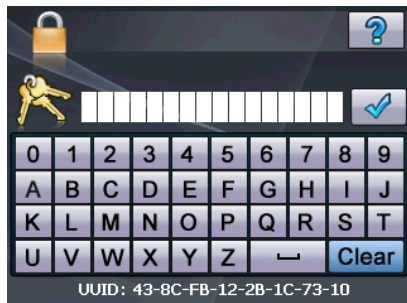 ?
0 1 2 3 4 5 6 7 8 9
A B C D E F G H I J
K L M N O P Q R S T
U V W X Y Z Clear
UUID: 43-8C-FB-12-2B-1C-73-10